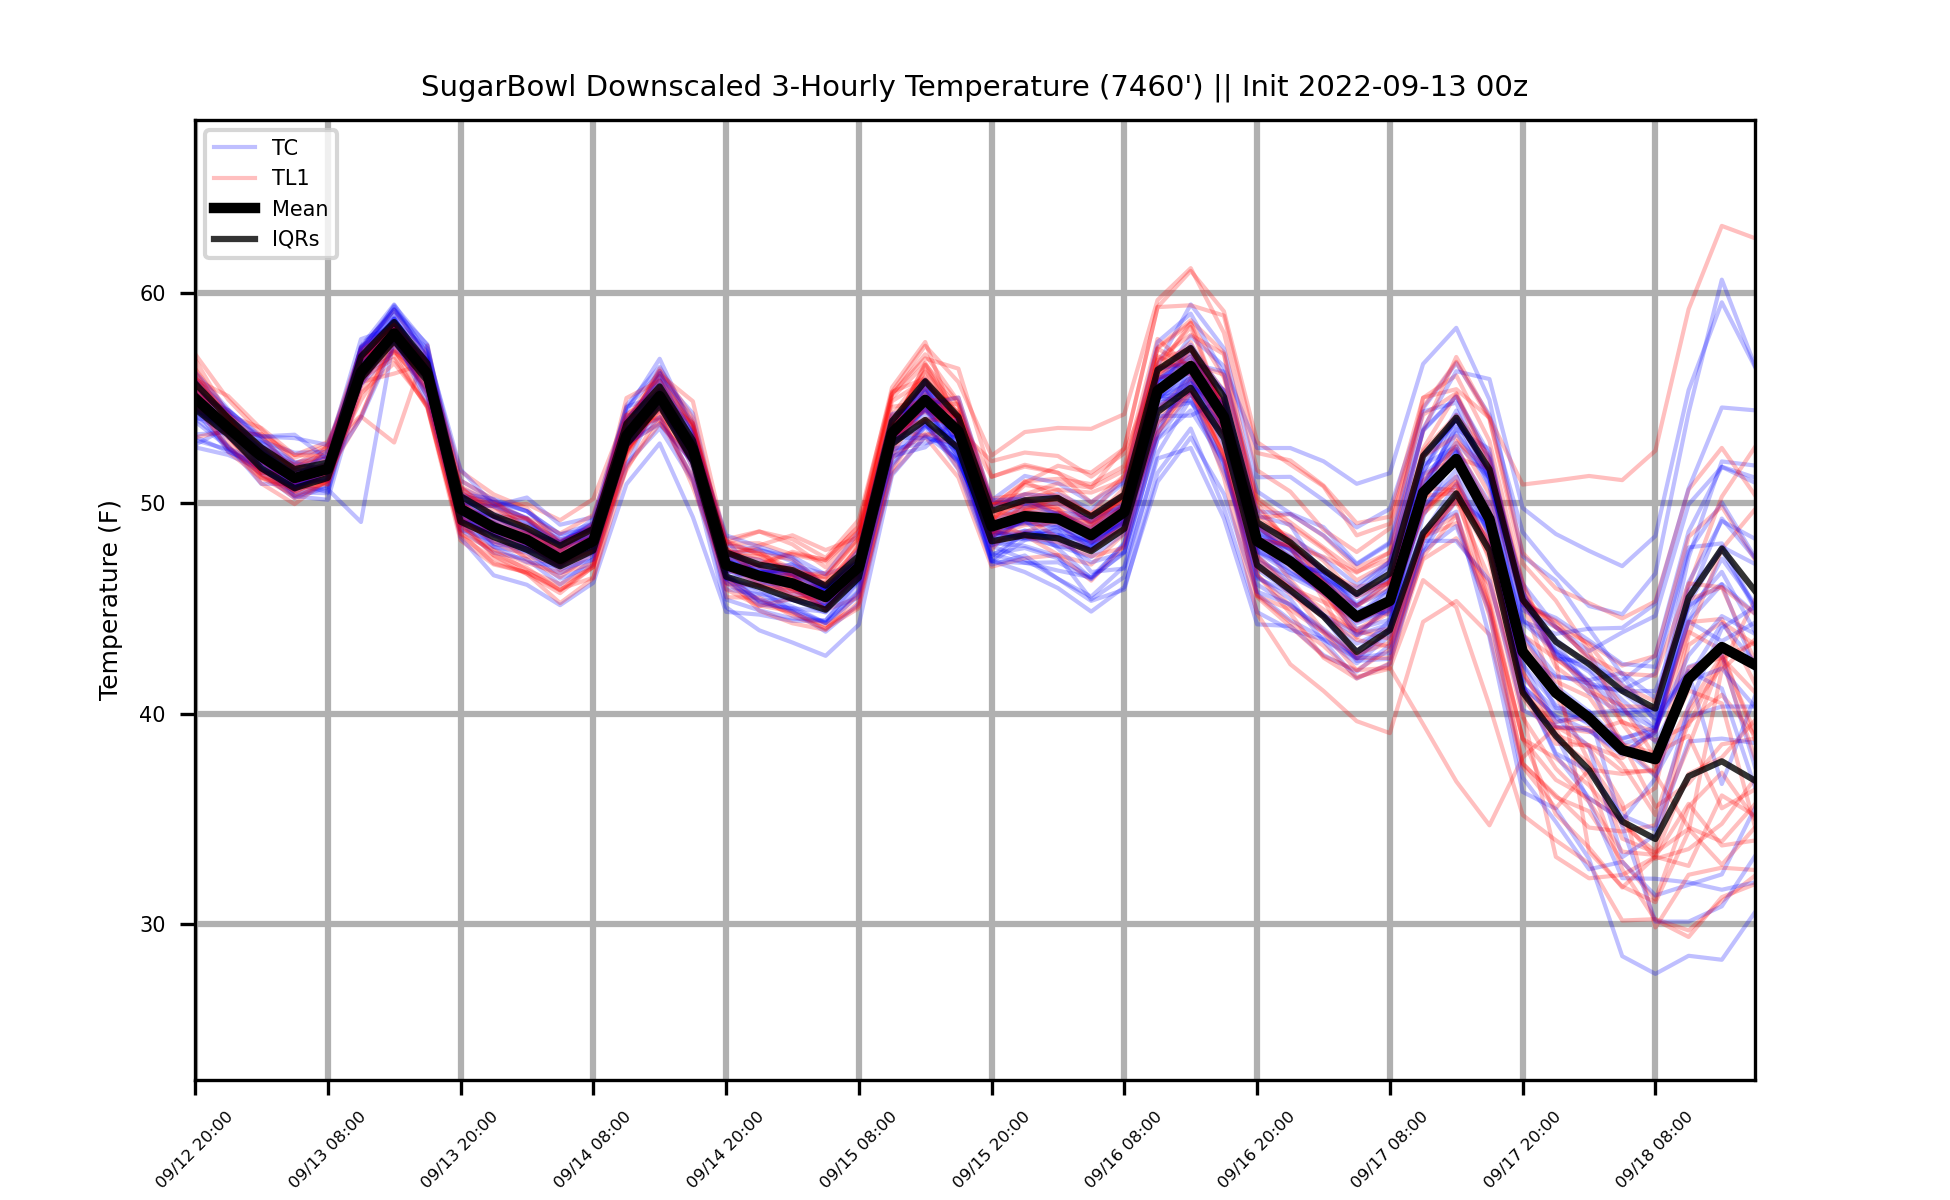 SugarBowl Downscaled 3-Hourly Temperature (7460') || Init 2022-09-13 00z
TC
TL1
Mean
IQRs
Temperature (F)
60
50
40
30
09/12 20:00
09/13 08:00
09/13 20:00
09/14 08:00
09/14 20:00
09/15 08:00
09/15 20:00
09/16 08:00
09/16 20:00
09/17 08:00
09/17 20:00
09/18 08:00